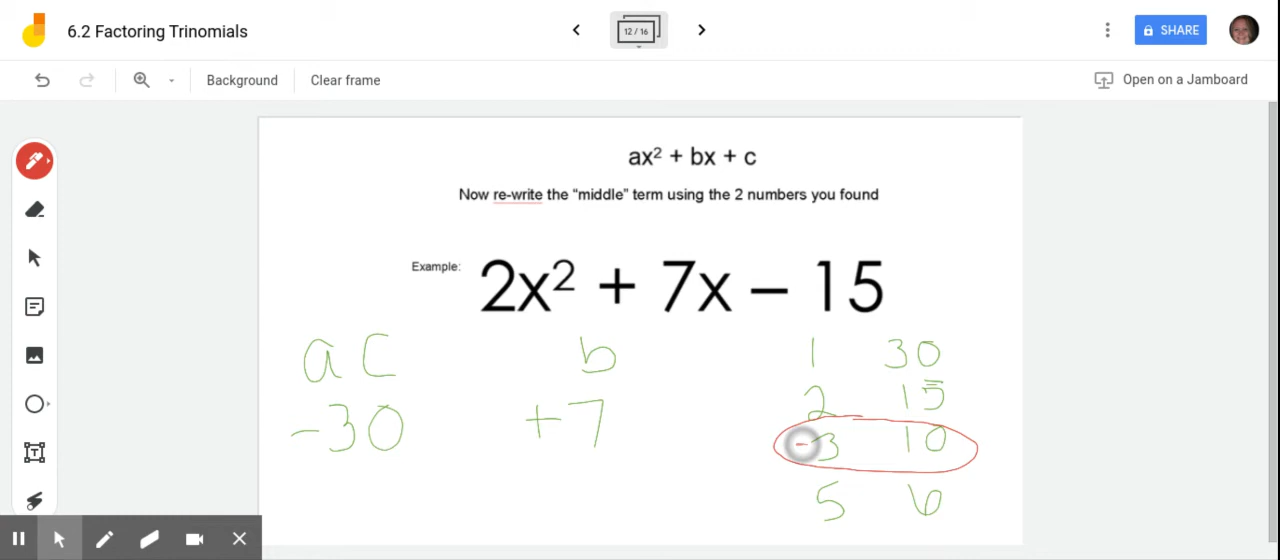 6.2 Factoring Trinomials
12 / 16
SHARE
Background
Clear frame
Open on a Jamboard
ax² + bx + c
Now re-write the “middle” term using the 2 numbers you found
Example:
2x² + 7x – 15
a c b 1 30
2 15
-30 +7 -3 10
5 6